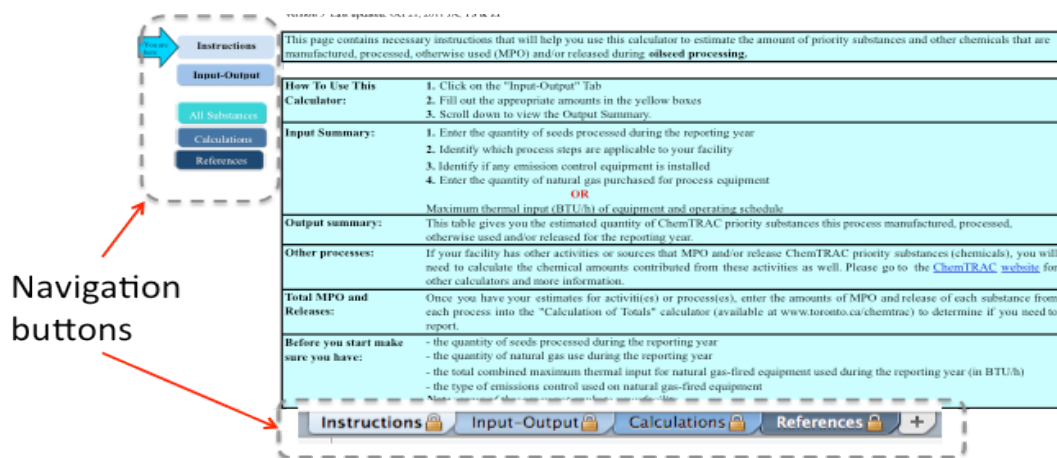 Version: 3 Last updated: Oct 21, 2011
You are here
Instructions
Input-Output
All Substances
Calculations
References
This page contains necessary instructions that will help you use this calculator to estimate the amount of priority substances and other chemicals that are
manufactured, processed, otherwise used (MPO) and/or released during oilseed processing.
How To Use This Calculator:
1. Click on the "Input-Output" Tab
2. Fill out the appropriate amounts in the yellow boxes
3. Scroll down to view the Output Summary.
Input Summary:
1. Enter the quantity of seeds processed during the reporting year
2. Identify which process steps are applicable to your facility
3. Identify if any emission control equipment is installed
4. Enter the quantity of natural gas purchased for process equipment
OR
Maximum thermal input (BTU/h) of equipment and operating schedule
Output summary:
This table gives you the estimated quantity of ChemTRAC priority substances this process manufactured, processed,
otherwise used and/or released for the reporting year.
Other processes:
If your facility has other activities or sources that MPO and/or release ChemTRAC priority substances (chemicals), you will
need to calculate the chemical amounts contributed from these activities as well. Please go to the ChemTRAC website for
other calculators and more information.
Total MPO and Releases:
Once you have your estimates for activiti(es) or process(es), enter the amounts of MPO and release of each substance from
each process into the "Calculation of Totals" calculator (available at www.toronto.ca/chemtrac) to determine if you need to
report.
Before you start make sure you have:
- the quantity of seeds processed during the reporting year
- the quantity of natural gas use during the reporting year
- the total combined maximum thermal input for natural gas-fired equipment used during the reporting year (in BTU/h)
- the type of emissions control used on natural gas-fired equipment
Navigation
buttons
Instructions
Input-Output
Calculations
References
+